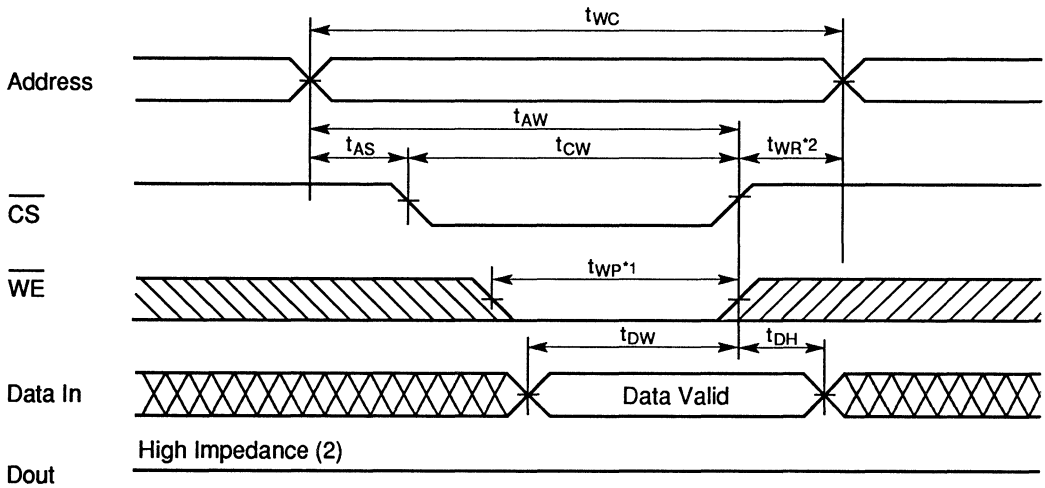 tWC
Address
tAW
tAS
tCW
tWR*2
CS
tWP*1
WE
tDW
tDH
Data In
Data Valid
High Impedance (2)
Dout